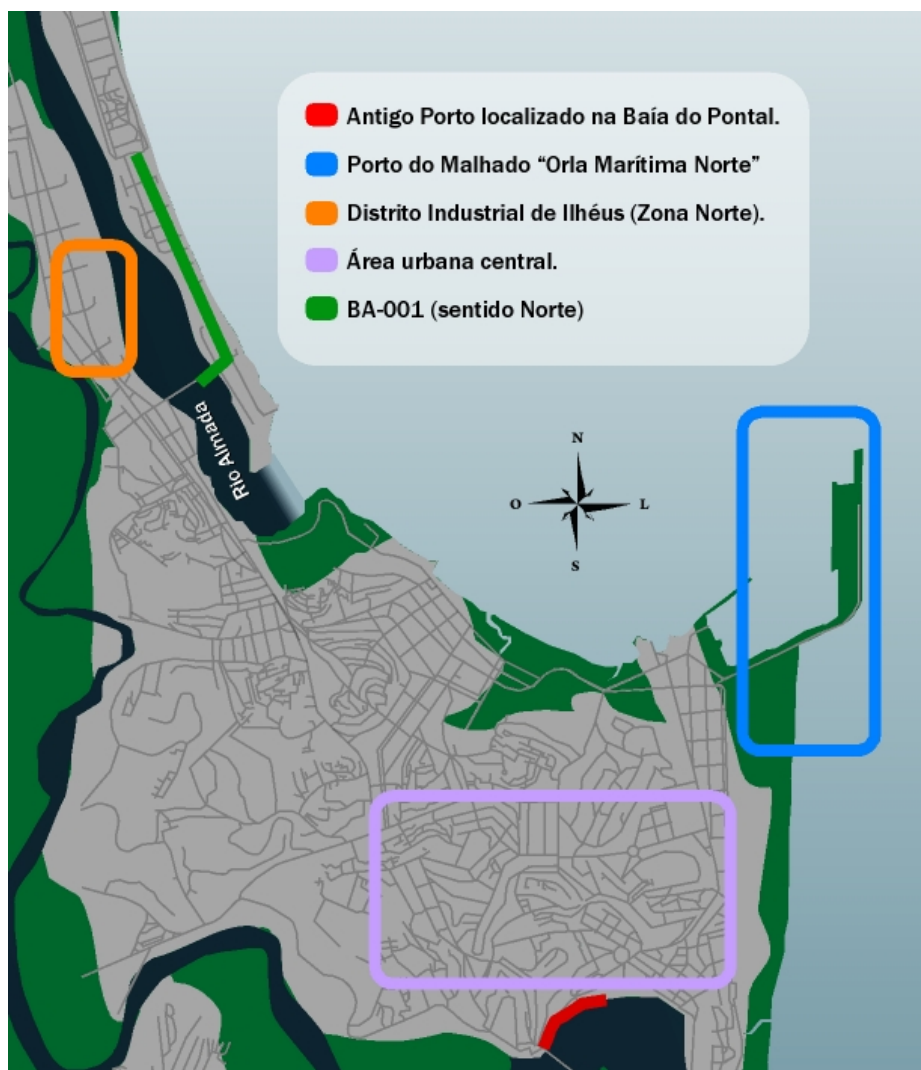 Antigo Porto localizado na Baía do Pontal.
Porto do Malhado “Orla Marítima Norte”
Distrito Industrial de Ilhéus (Zona Norte).
Área urbana central.
BA-001 (sentido Norte)
Rio Almada
N
O
L
S